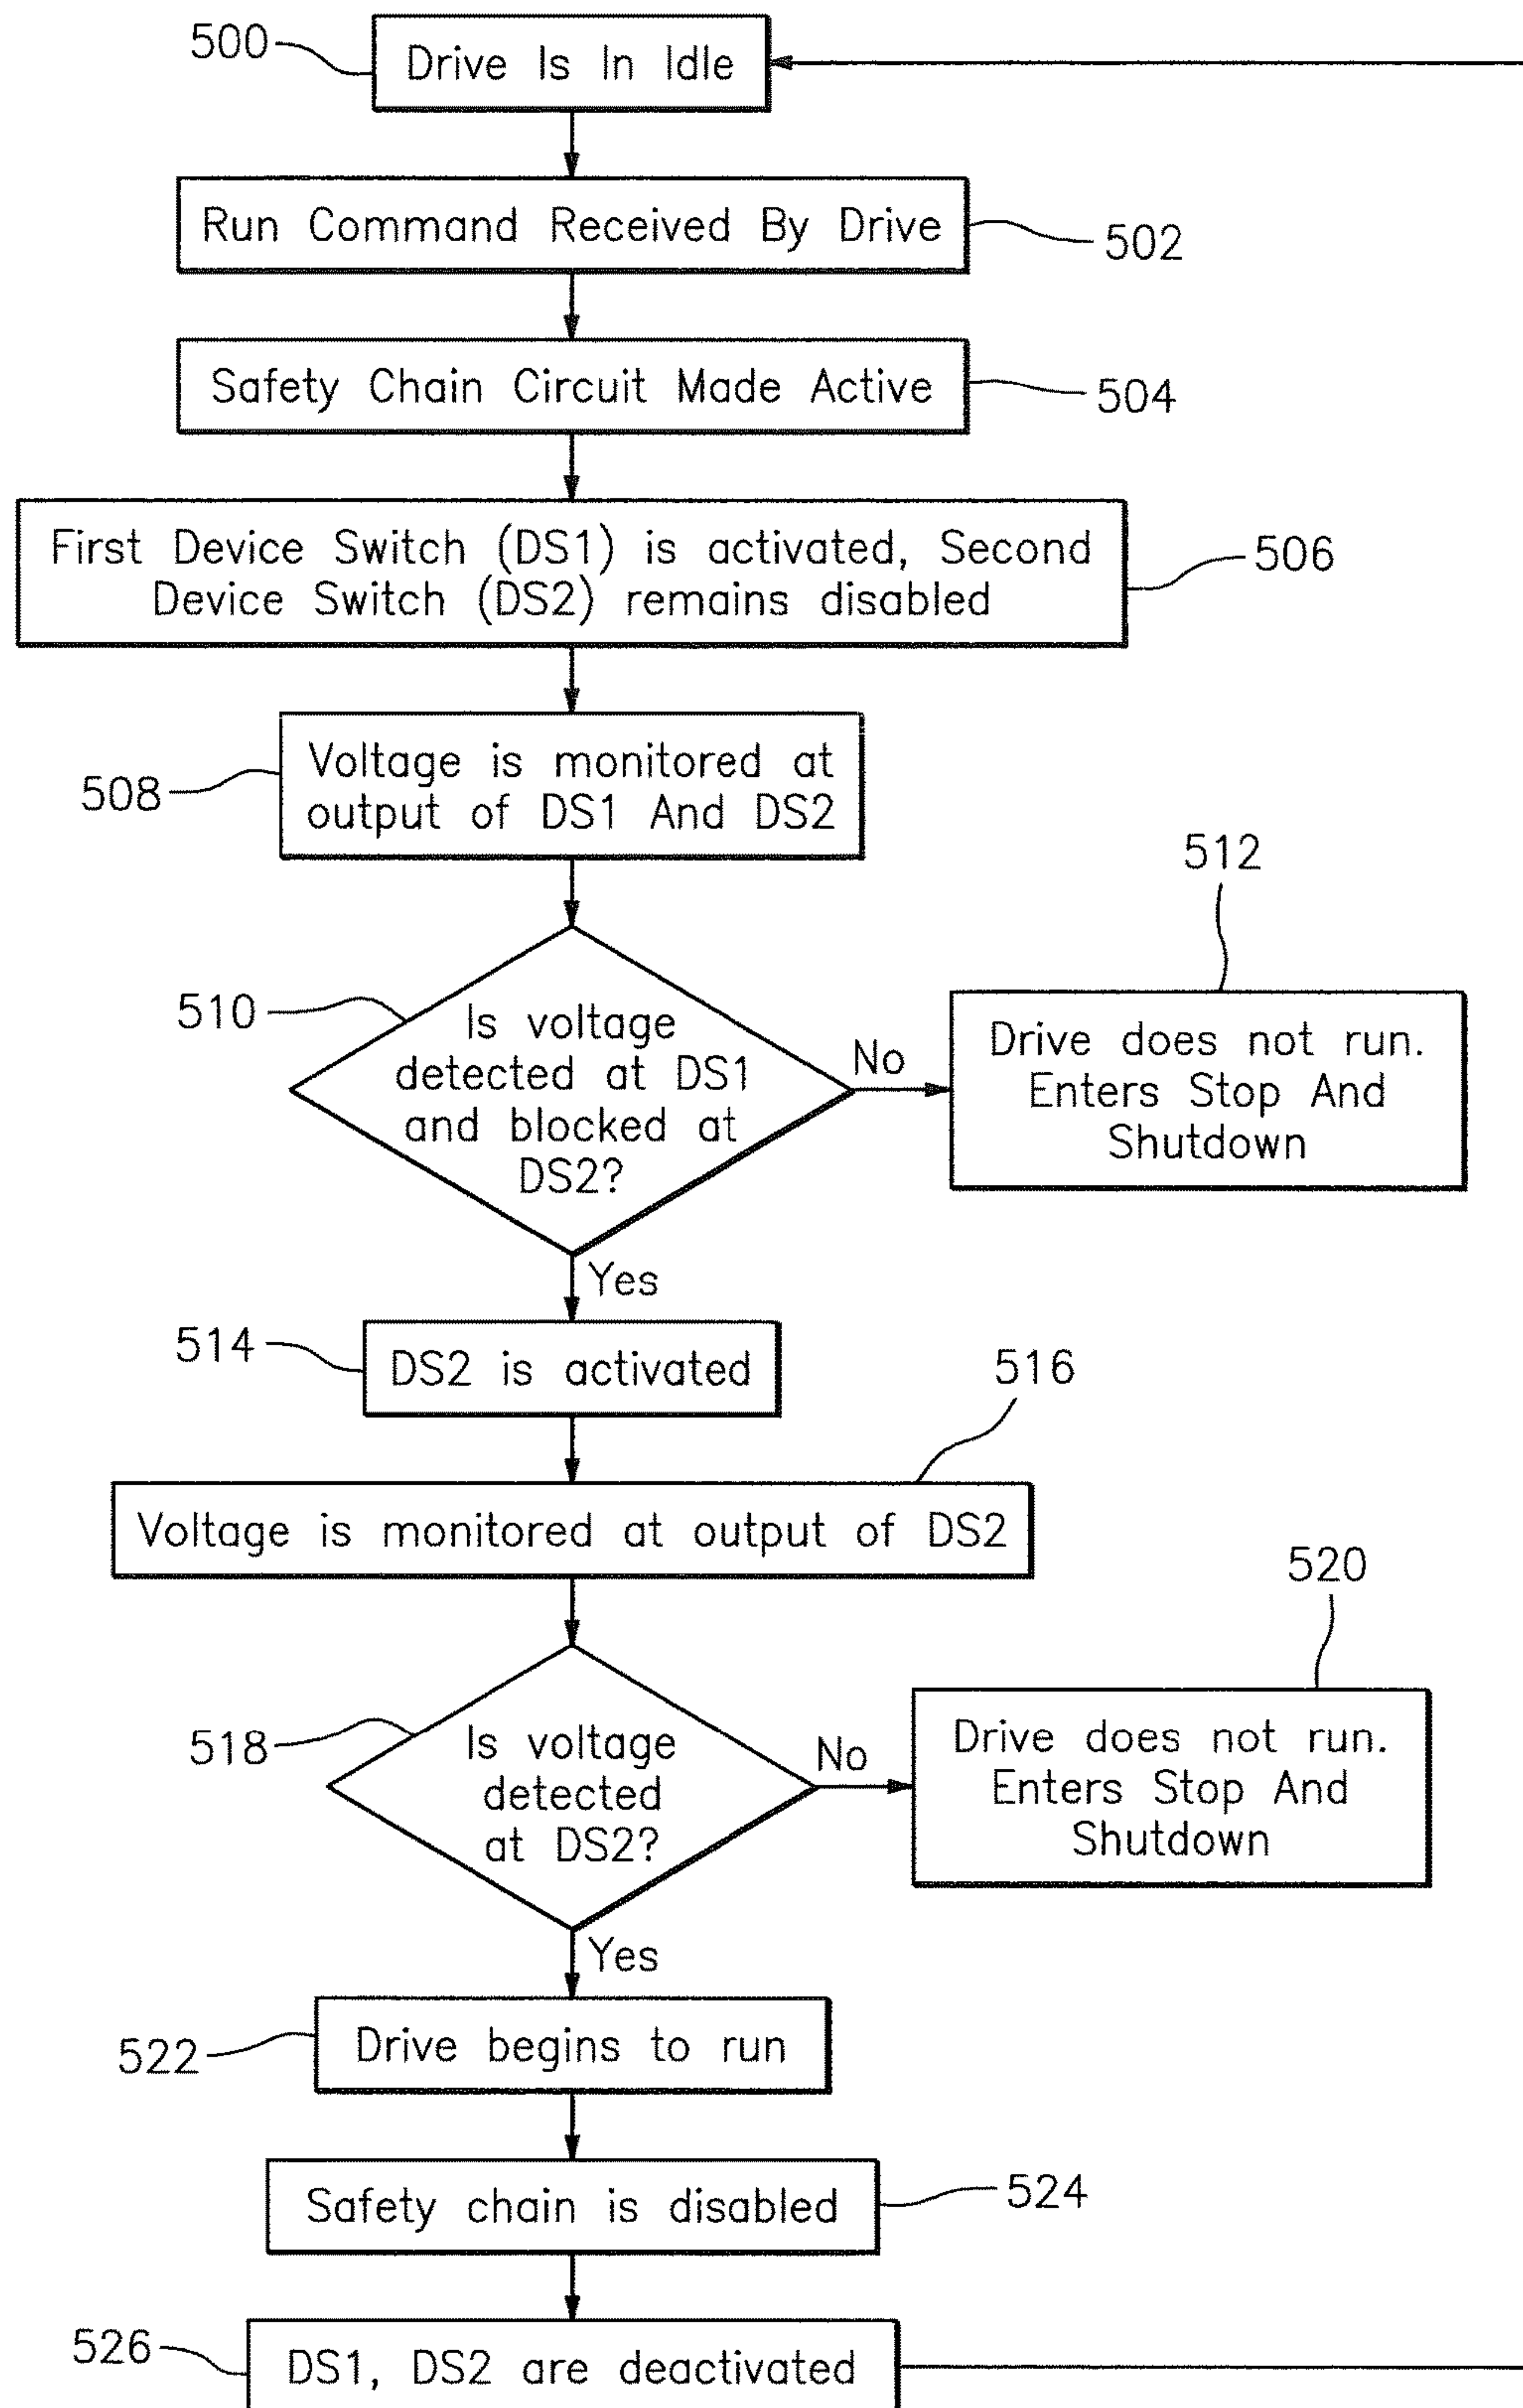 500
Drive Is In Idle
Run Command Received By Drive
502
Safety Chain Circuit Made Active
504
First Device Switch (DS1) is activated, Second
Device Switch (DS2) remains disabled
506
508
Voltage is monitored at
output of DS1 And DS2
510
Is voltage
detected at DS1
and blocked at
DS2?
No
512
Drive does not run.
Enters Stop And
Shutdown
Yes
514
DS2 is activated
516
Voltage is monitored at output of DS2
518
Is voltage
detected
at DS2?
No
520
Drive does not run.
Enters Stop And
Shutdown
Yes
522
Drive begins to run
Safety chain is disabled
524
526
DS1, DS2 are deactivated